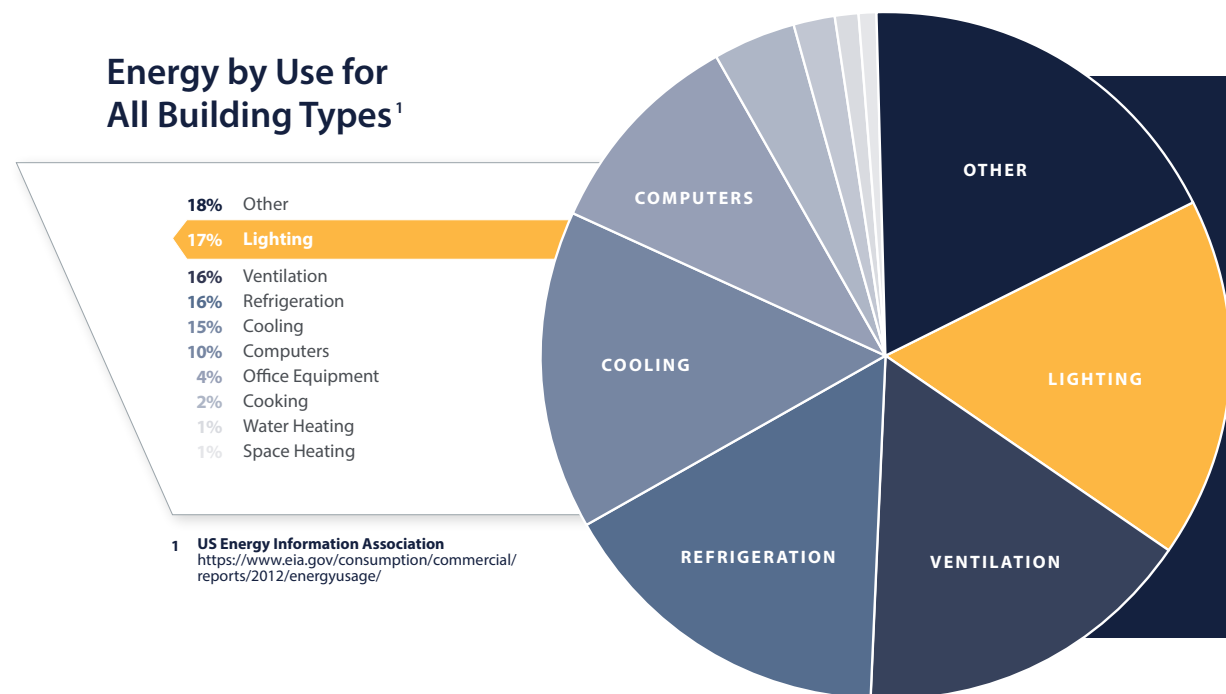 Energy by Use for
All Building Types¹
18% Other
17% Lighting
16% Ventilation
16% Refrigeration
15% Cooling
10% Computers
4% Office Equipment
2% Cooking
1% Water Heating
1% Space Heating
1 US Energy Information Association
https://www.eia.gov/consumption/commercial/
reports/2012/energyusage/
OTHER
COMPUTERS
COOLING
LIGHTING
REFRIGERATION
VENTILATION